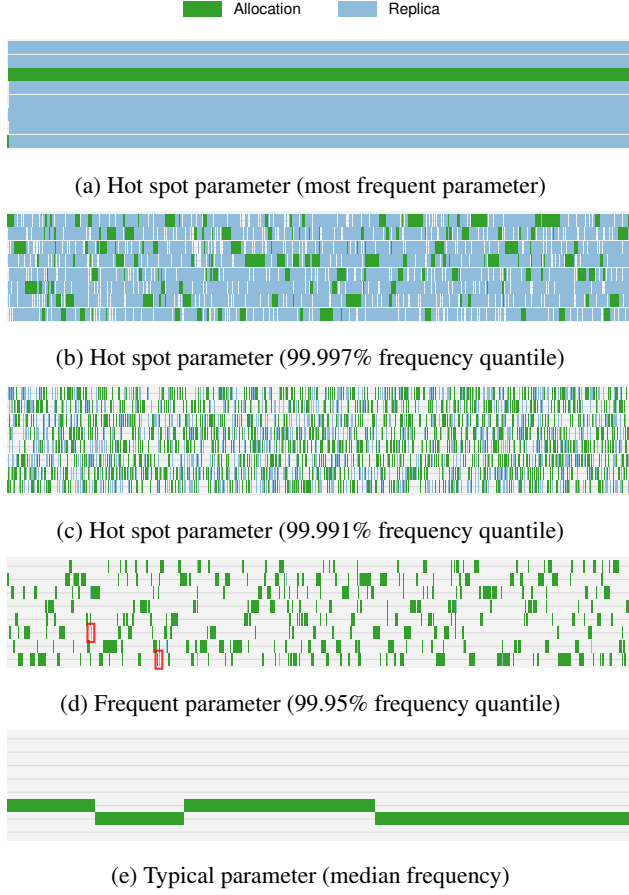 Allocation Replica
(a) Hot spot parameter (most frequent parameter)
(b) Hot spot parameter (99.997% frequency quantile)
(c) Hot spot parameter (99.991% frequency quantile)
(d) Frequent parameter (99.95% frequency quantile)
(e) Typical parameter (median frequency)